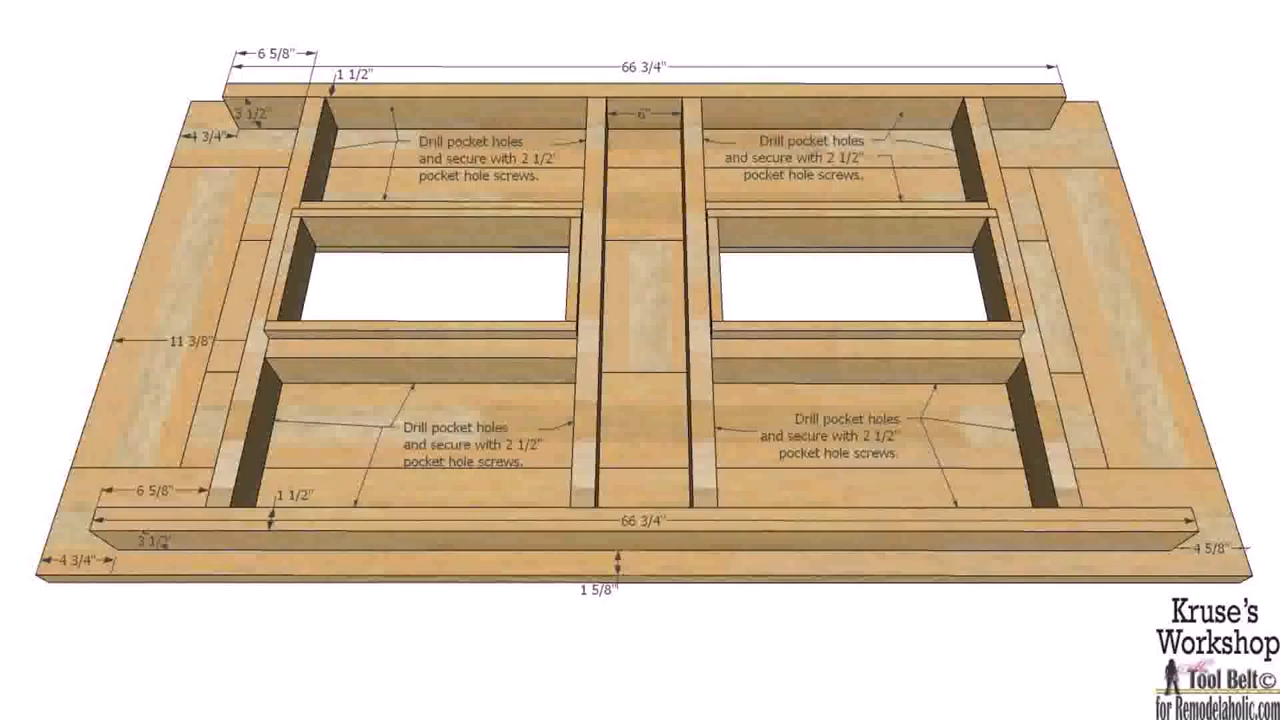 6 5/8"
66 3/4"
1 1/2"
3 1/2"
6"
4 3/4"
Drill pocket holes
and secure with 2 1/2"
pocket hole screws.
Drill pocket holes
and secure with 2 1/2"
pocket hole screws.
11 3/8"
Drill pocket holes
and secure with 2 1/2"
pocket hole screws.
Drill pocket holes
and secure with 2 1/2"
pocket hole screws.
6 5/8"
1 1/2"
66 3/4"
3 1/2"
4 5/8"
4 3/4"
1 5/8"
Kruse's
Workshop
Tool Belt©
for Remodelaholic.com